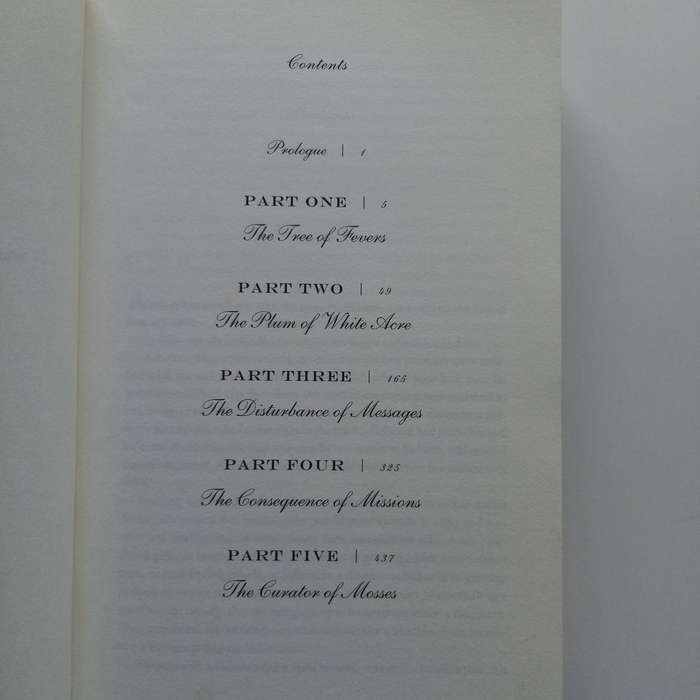 Contents
Prologue | 1
PART ONE | 5
The Tree of Fevers
PART TWO | 49
The Plum of White Acre
PART THREE | 165
The Disturbance of Messages
PART FOUR | 325
The Consequence of Missions
PART FIVE | 437
The Curator of Mosses